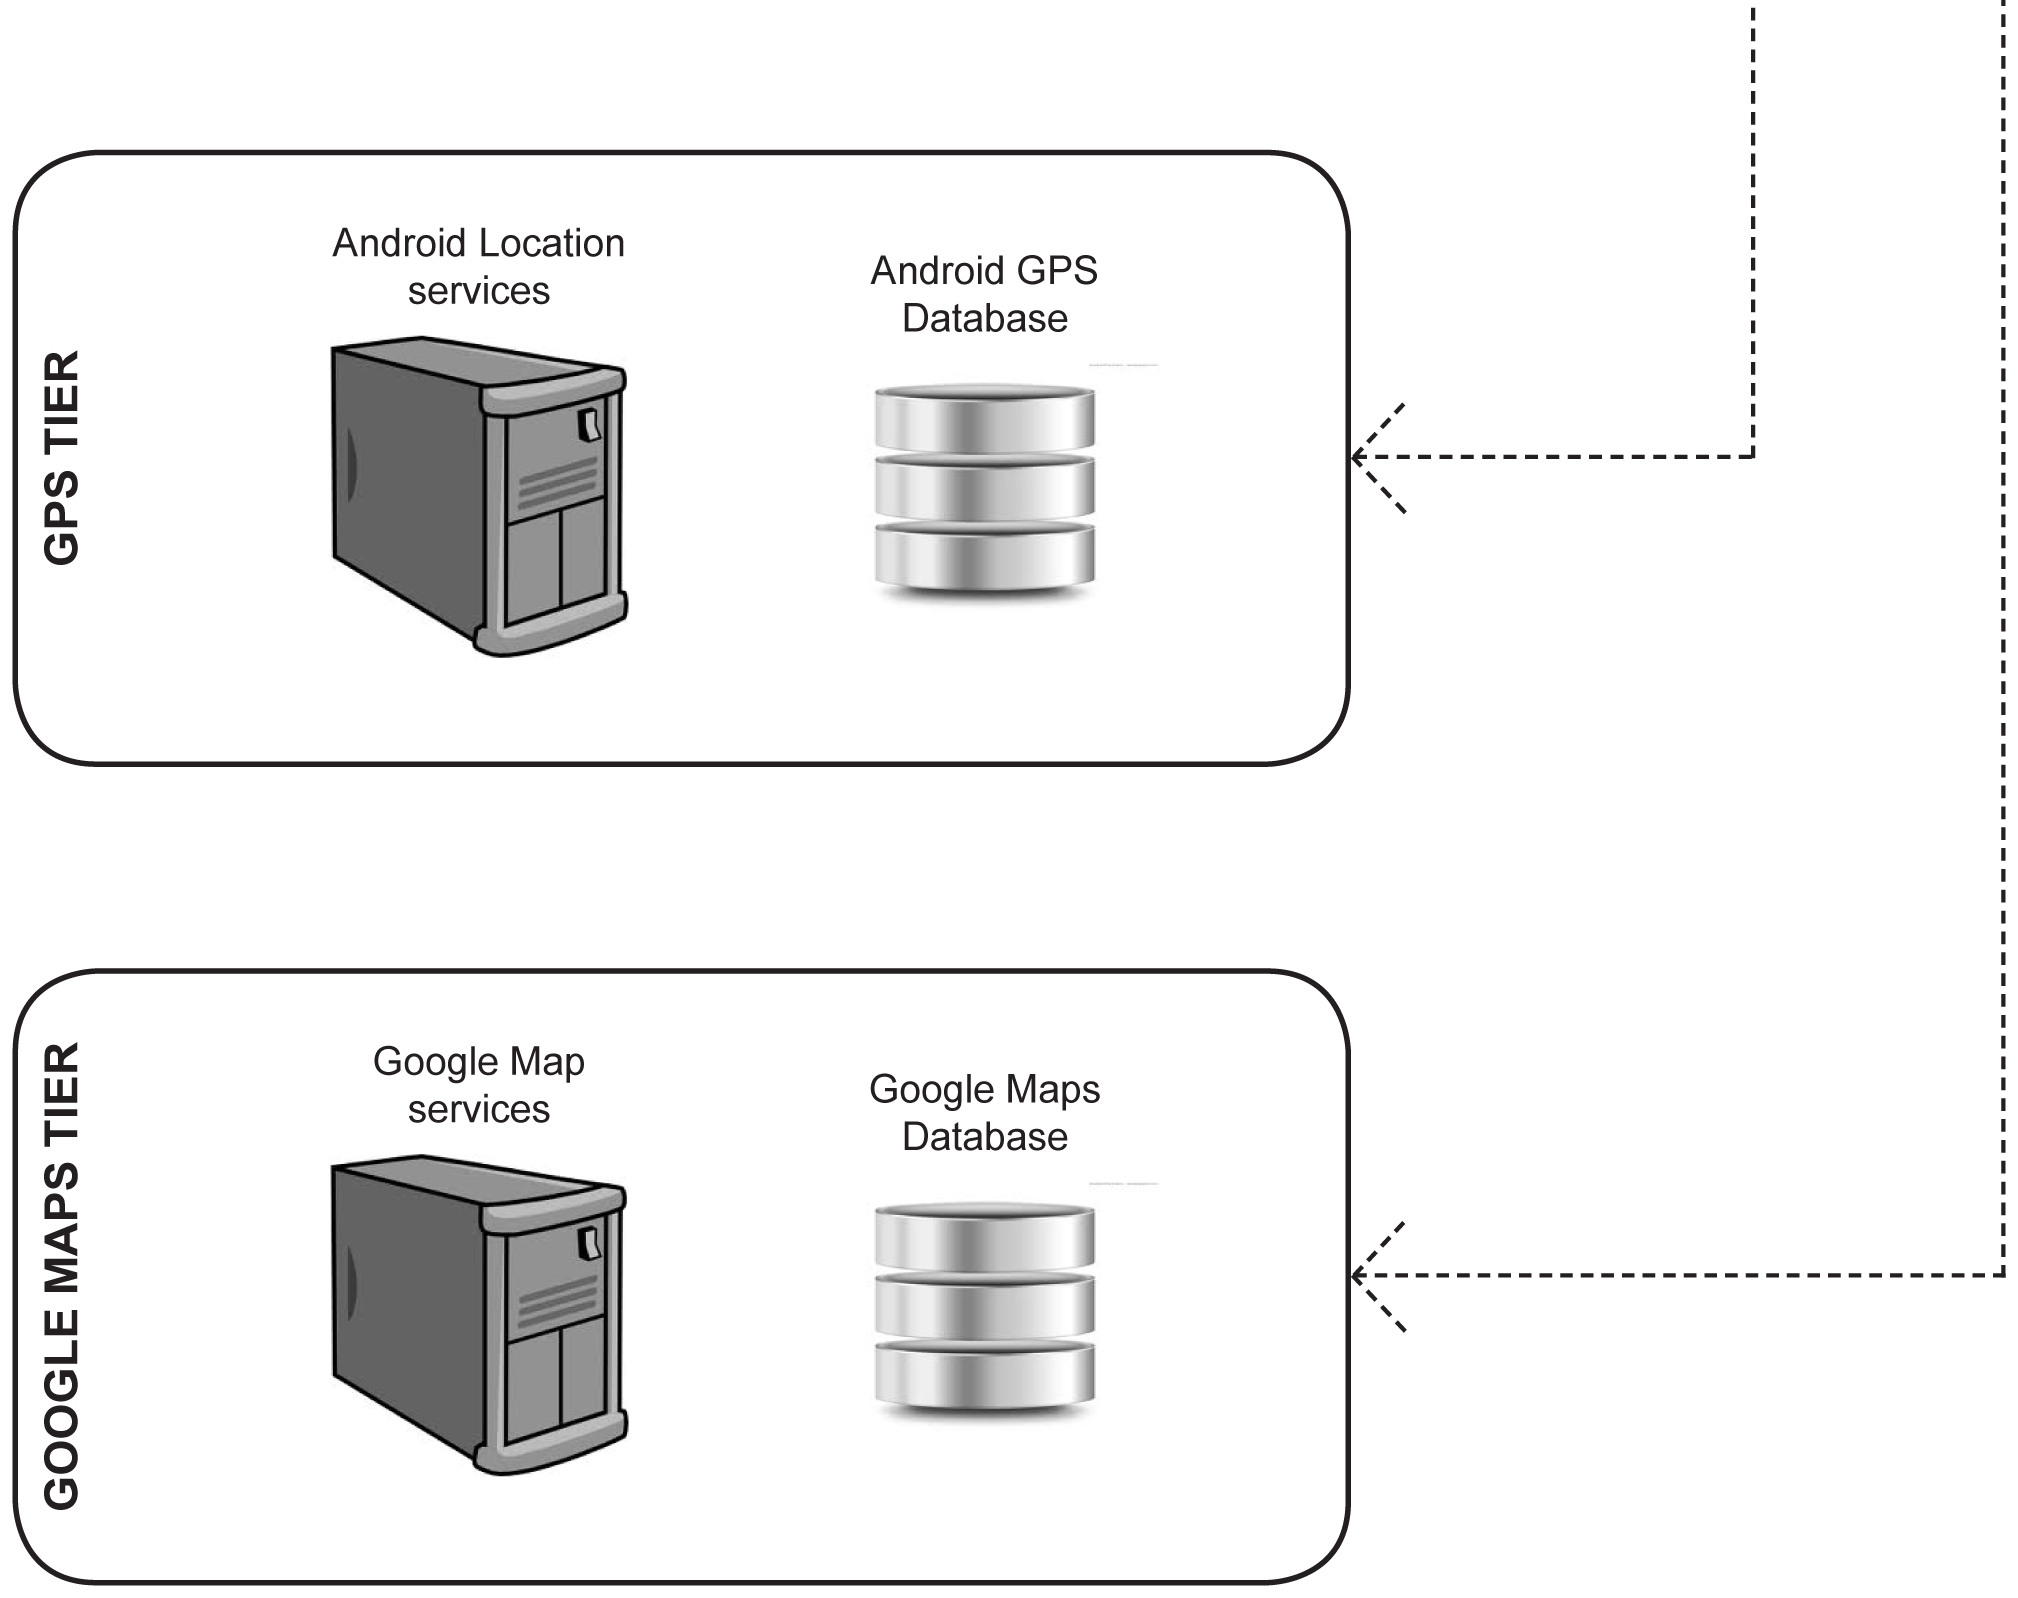 GPS TIER
Android Location
services
Android GPS
Database
GOOGLE MAPS TIER
Google Map
services
Google Maps
Database